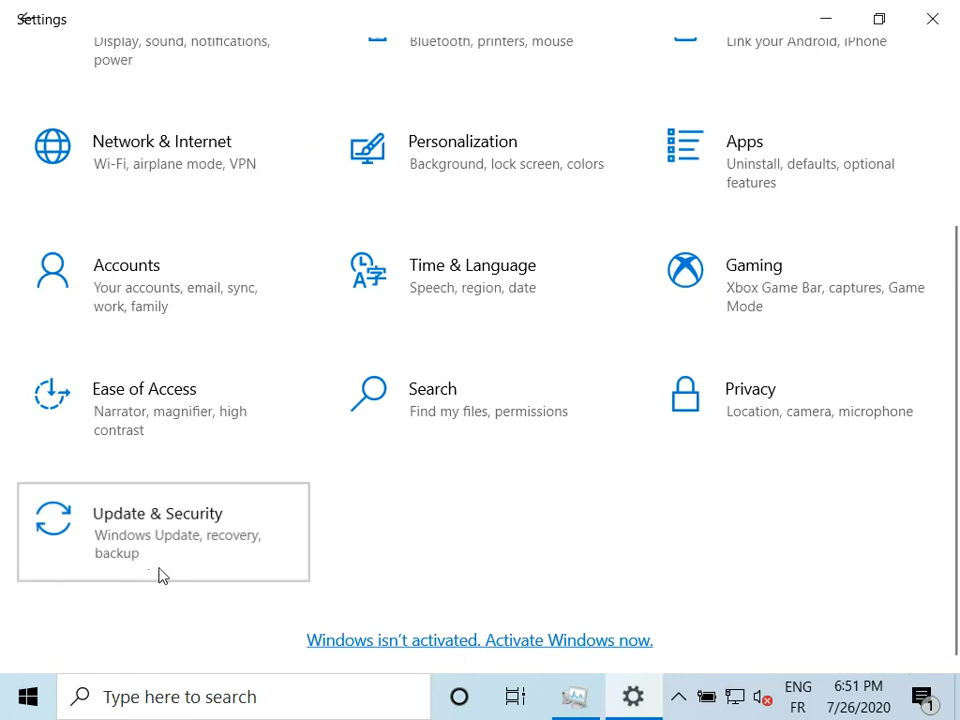 Settings
Display, sound, notifications,
power
Bluetooth, printers, mouse
Link your Android, iPhone
Network & Internet
Wi-Fi, airplane mode, VPN
Personalization
Background, lock screen, colors
Apps
Uninstall, defaults, optional
features
Accounts
Your accounts, email, sync,
work, family
Time & Language
Speech, region, date
Gaming
Xbox Game Bar, captures, Game
Mode
Ease of Access
Narrator, magnifier, high
contrast
Search
Find my files, permissions
Privacy
Location, camera, microphone
Update & Security
Windows Update, recovery,
backup
Windows isn't activated. Activate Windows now.
Type here to search
ENG
FR
6:51 PM
7/26/2020
1